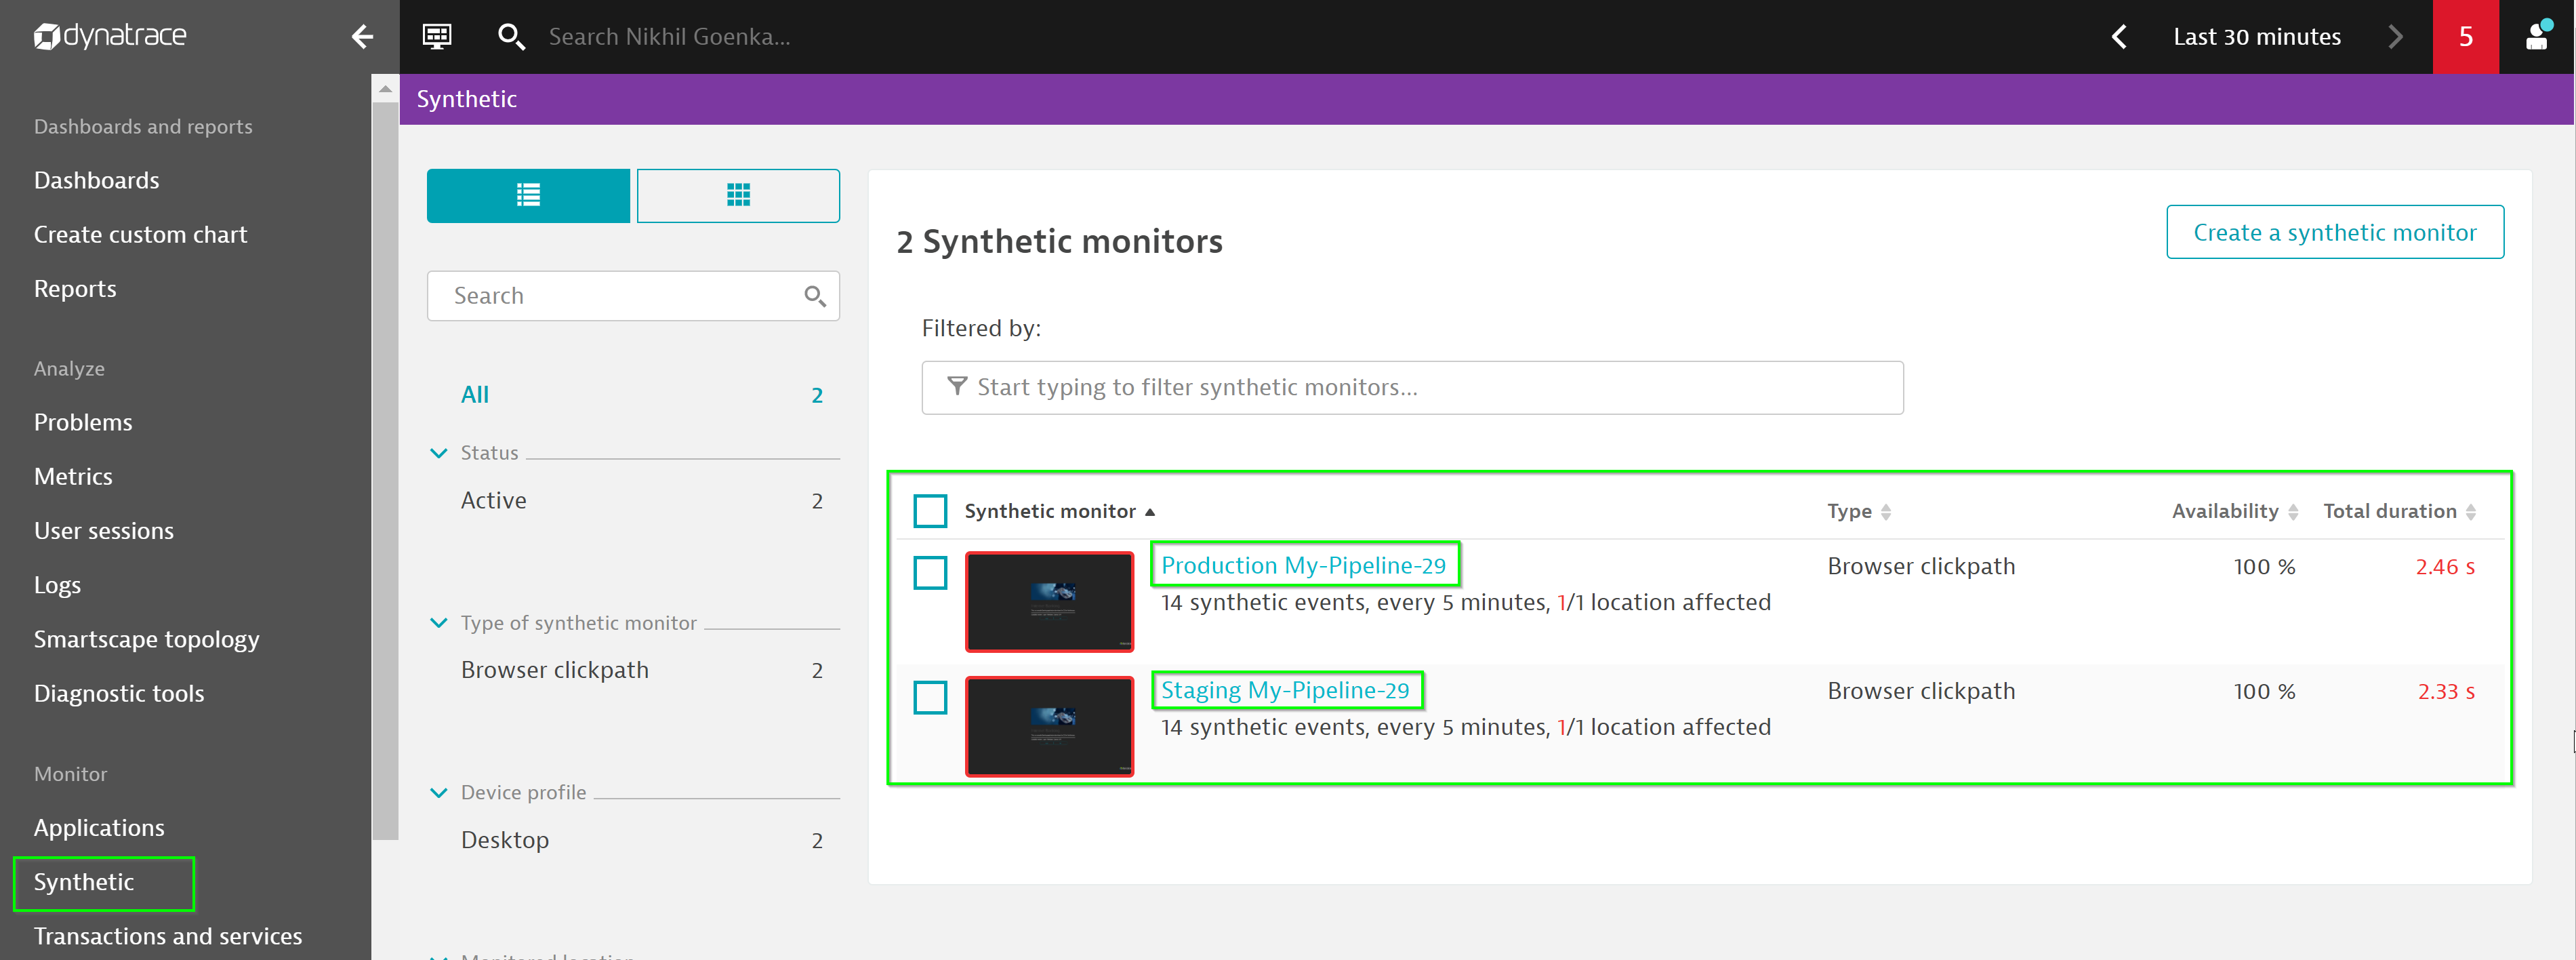 dynatrace
Search Nikhil Goenka...
Last 30 minutes
5
Synthetic
Dashboards and reports
Dashboards
Create custom chart
Reports
Analyze
Problems
Metrics
User sessions
Logs
Smartscape topology
Diagnostic tools
Monitor
Applications
Synthetic
Transactions and services
Search
All 2
Status
Active 2
Type of synthetic monitor
Browser clickpath 2
Device profile
Desktop 2
Monitored location
2 Synthetic monitors
Create a synthetic monitor
Filtered by:
Start typing to filter synthetic monitors...
Synthetic monitor Type Availability Total duration
Production My-Pipeline-29 Browser clickpath 100 % 2.46 s
14 synthetic events, every 5 minutes, 1/1 location affected
Staging My-Pipeline-29 Browser clickpath 100 % 2.33 s
14 synthetic events, every 5 minutes, 1/1 location affected